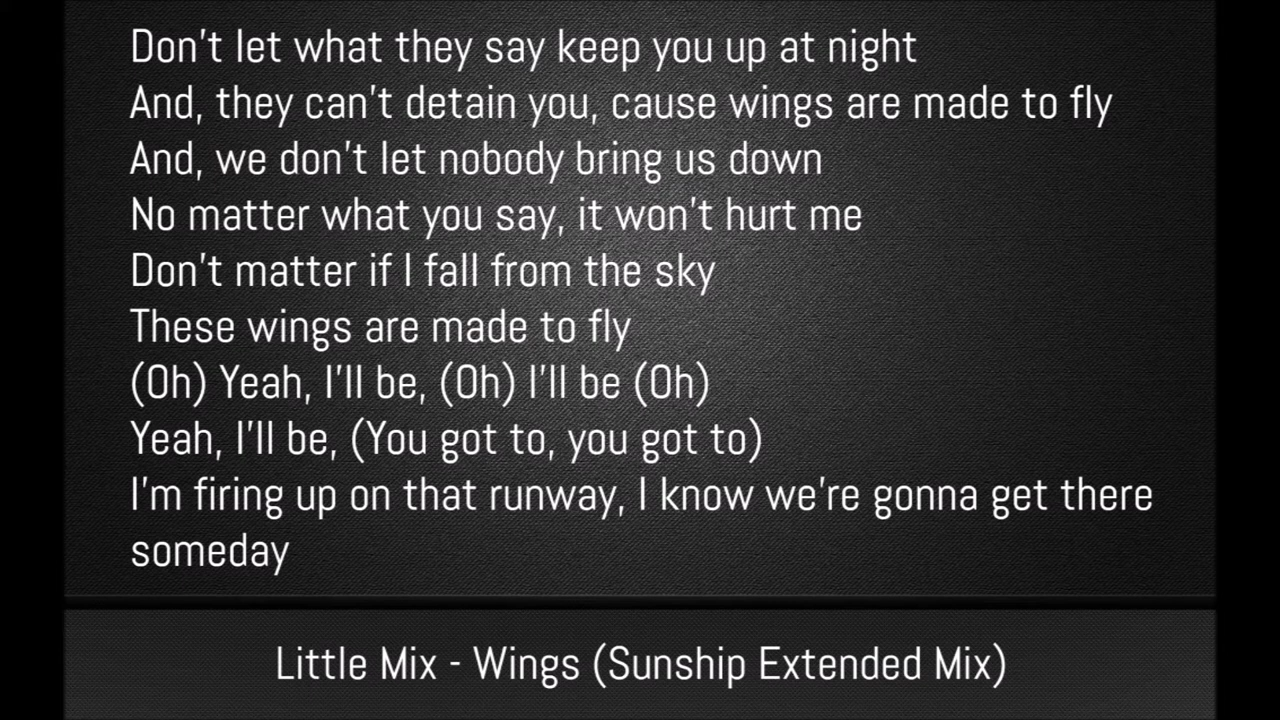 Don't let what they say keep you up at night
And, they can't detain you, cause wings are made to fly
And, we don't let nobody bring us down
No matter what you say, it won't hurt me
Don't matter if I fall from the sky
These wings are made to fly
(Oh) Yeah, I'll be, (Oh) I'll be (Oh)
Yeah, I'll be, (You got to, you got to)
I'm firing up on that runway, I know we're gonna get there
someday
Little Mix - Wings (Sunship Extended Mix)